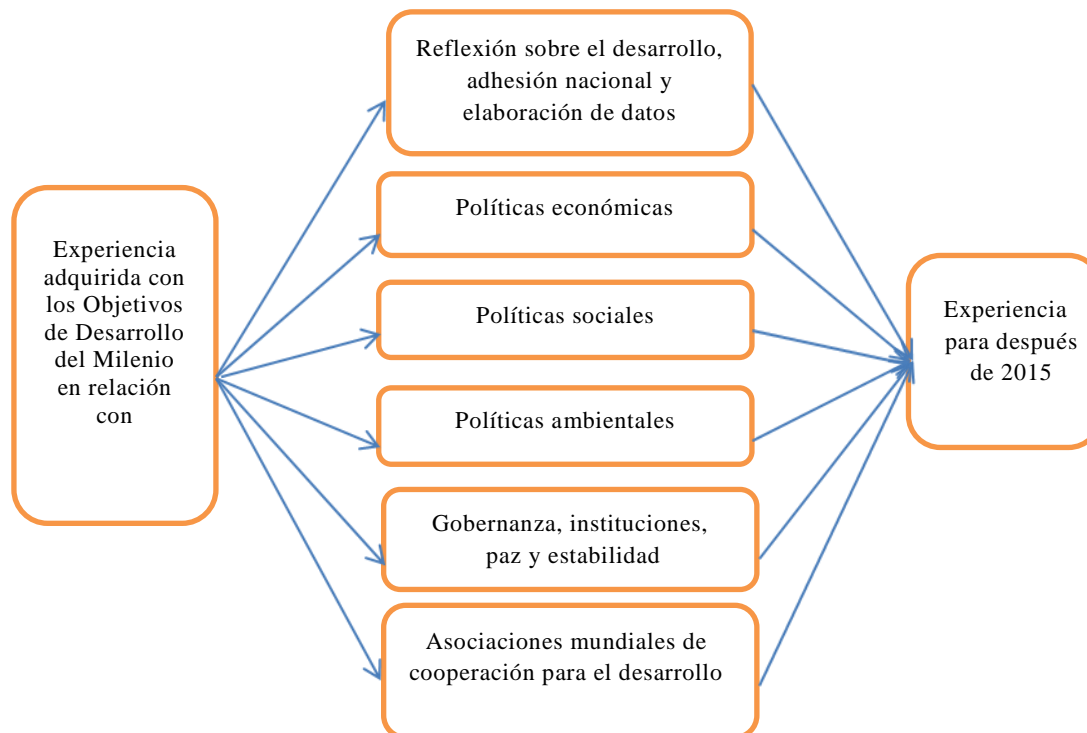 Experiencia
adquirida con
los Objetivos
de Desarrollo
del Milenio
en relación
con
Reflexión sobre el desarrollo,
adhesión nacional y
elaboración de datos
Políticas económicas
Políticas sociales
Políticas ambientales
Gobernanza, instituciones,
paz y estabilidad
Asociaciones mundiales de
cooperación para el desarrollo
Experiencia
para después
de 2015